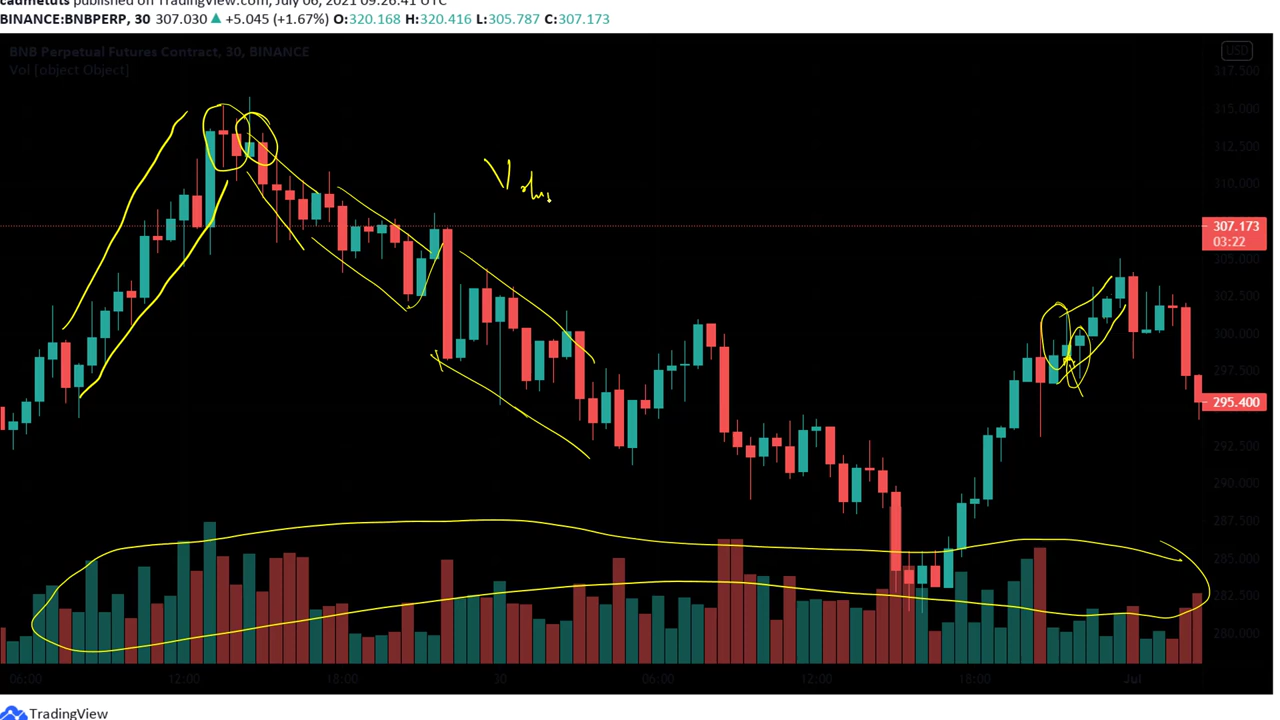 cadmetuts published on TradingView.com, July 06, 2021 09:26:41 UTC
BINANCE:BNBPERP, 30 307.030 ▲ +5.045 (+1.67%) O:320.168 H:320.416 L:305.787 C:307.173
BNB Perpetual Futures Contract, 30, BINANCE
Vol [object Object]
USD
317.500
315.000
312.500
310.000
307.173
03:22
305.000
302.500
300.000
297.500
295.400
292.500
290.000
287.500
285.000
282.500
280.000
06:00 12:00 18:00 30 06:00 12:00 18:00 Jul
TradingView